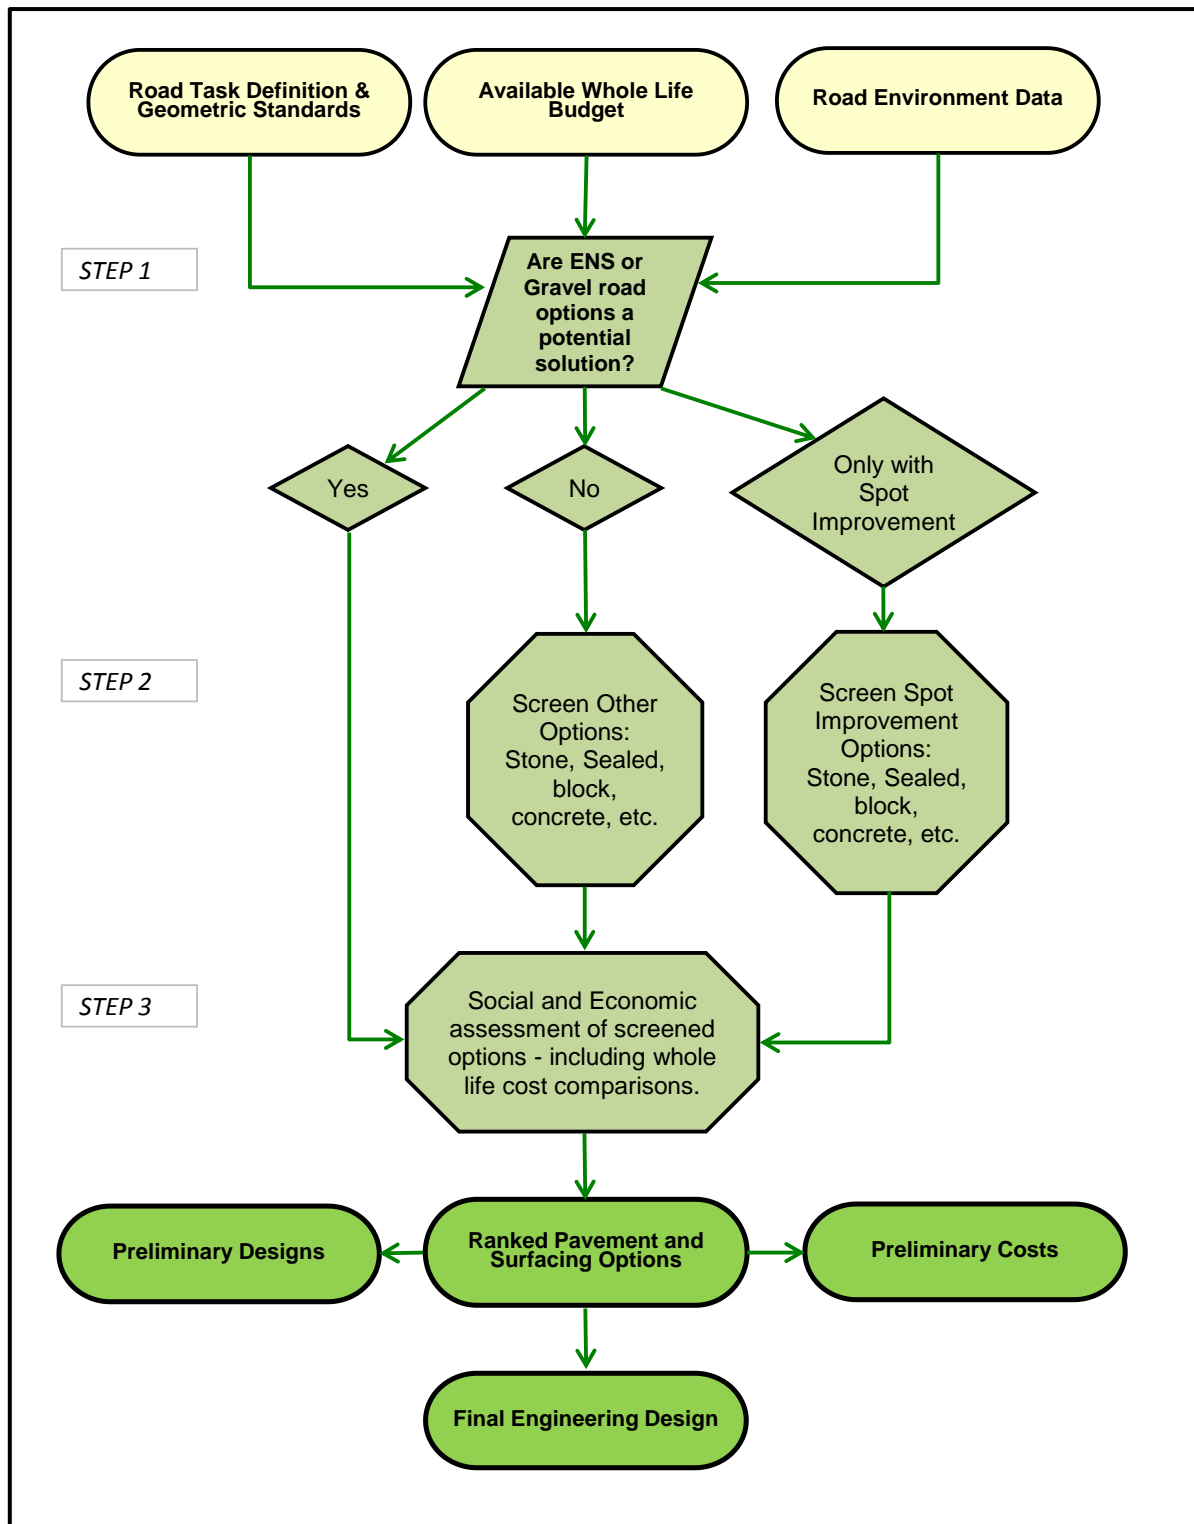 Road Task Definition &
Geometric Standards
Available Whole Life
Budget
Road Environment Data
STEP 1
Are ENS or
Gravel road
options a
potential
solution?
Yes
No
Only with
Spot
Improvement
STEP 2
Screen Other
Options:
Stone, Sealed,
block,
concrete, etc.
Screen Spot
Improvement
Options:
Stone, Sealed,
block,
concrete, etc.
STEP 3
Social and Economic
assessment of screened
options - including whole
life cost comparisons.
Preliminary Designs
Ranked Pavement and
Surfacing Options
Preliminary Costs
Final Engineering Design